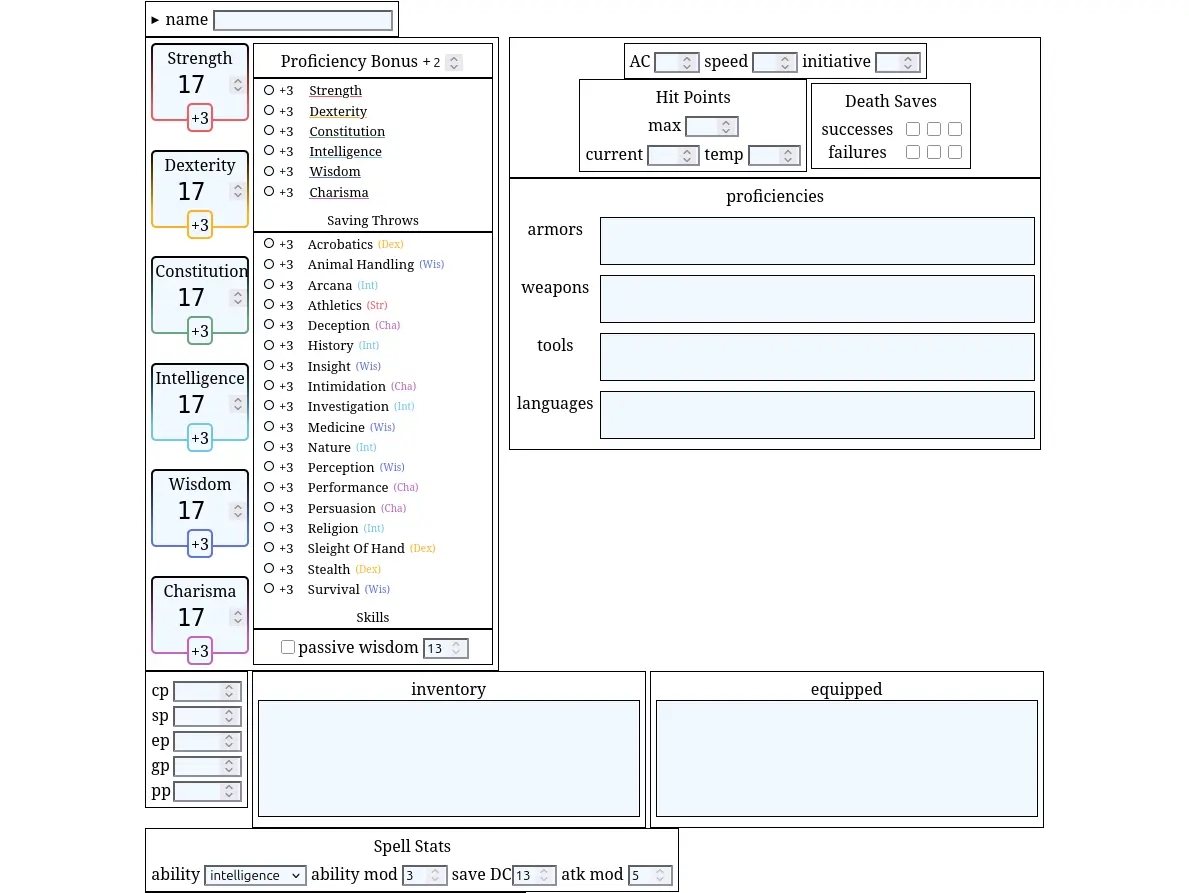 ▸ name
Strength
17
+3
Dexterity
17
+3
Constitution
17
+3
Intelligence
17
+3
Wisdom
17
+3
Charisma
17
+3
Proficiency Bonus +2
+3 Strength
+3 Dexterity
+3 Constitution
+3 Intelligence
+3 Wisdom
+3 Charisma
Saving Throws
+3 Acrobatics (Dex)
+3 Animal Handling (Wis)
+3 Arcana (Int)
+3 Athletics (Str)
+3 Deception (Cha)
+3 History (Int)
+3 Insight (Wis)
+3 Intimidation (Cha)
+3 Investigation (Int)
+3 Medicine (Wis)
+3 Nature (Int)
+3 Perception (Wis)
+3 Performance (Cha)
+3 Persuasion (Cha)
+3 Religion (Int)
+3 Sleight Of Hand (Dex)
+3 Stealth (Dex)
+3 Survival (Wis)
Skills
passive wisdom 13
AC speed initiative
Hit Points
max
current temp
Death Saves
successes
failures
proficiencies
armors
weapons
tools
languages
cp
sp
ep
gp
pp
inventory
equipped
Spell Stats
ability intelligence ability mod 3 save DC 13 atk mod 5